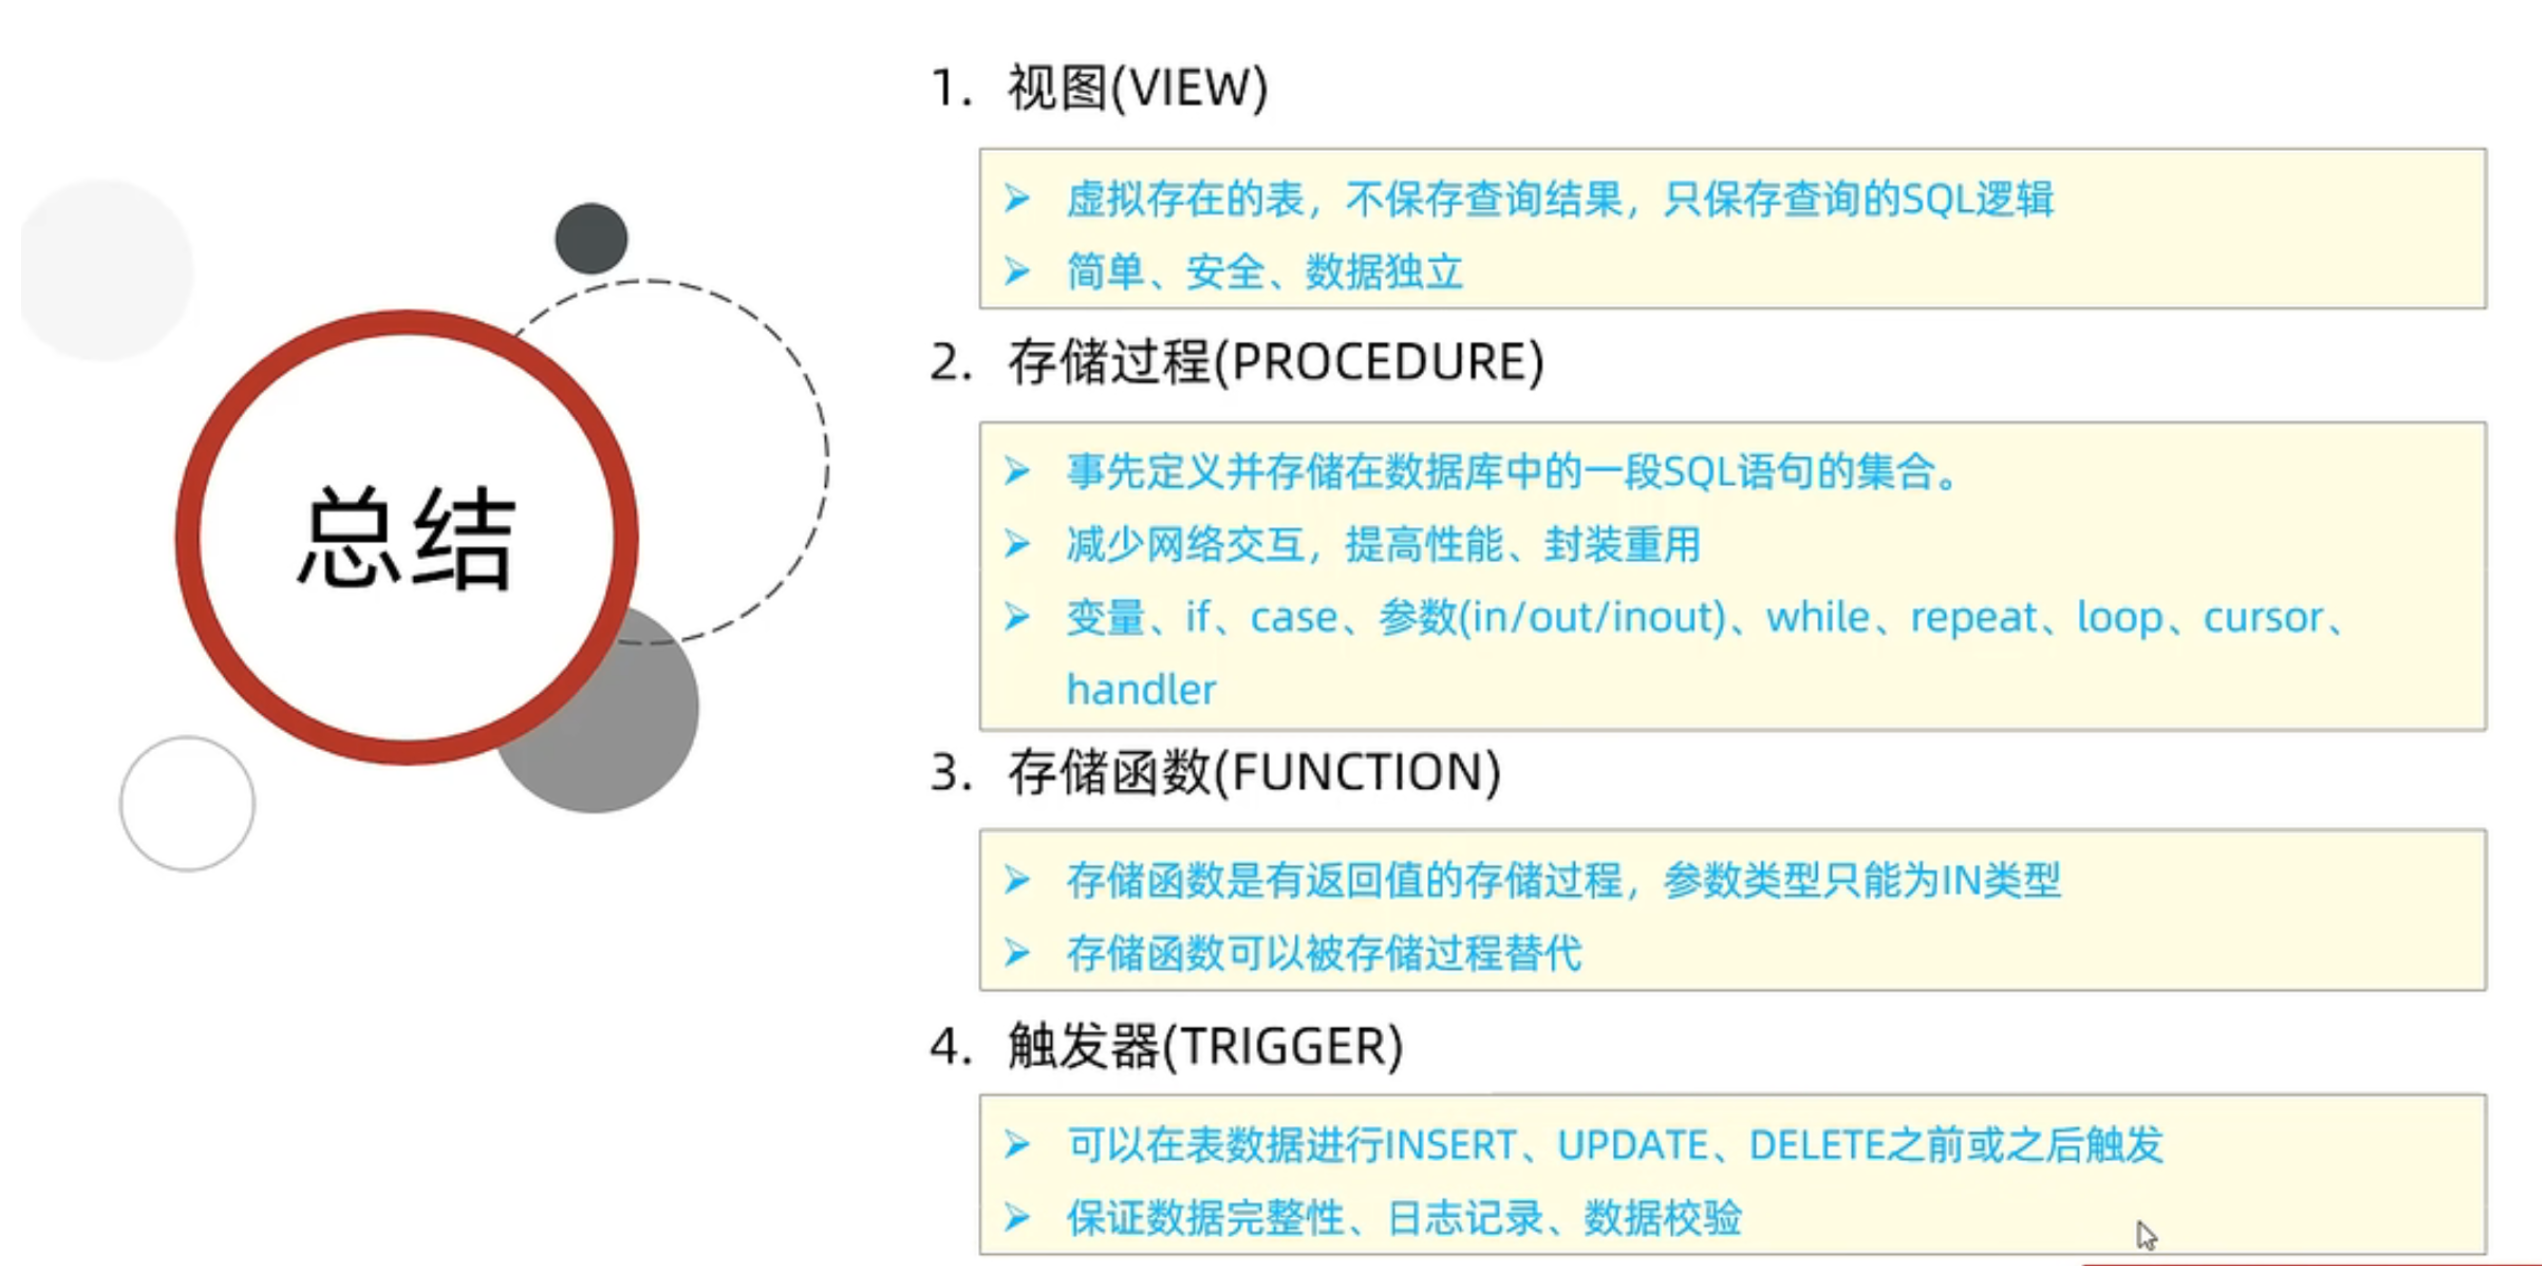 总结
1. 视图(VIEW)
➢ 虚拟存在的表，不保存查询结果，只保存查询的SQL逻辑
➢ 简单、安全、数据独立
2. 存储过程(PROCEDURE)
➢ 事先定义并存储在数据库中的一段SQL语句的集合。
➢ 减少网络交互，提高性能、封装重用
➢ 变量、if、case、参数(in/out/inout)、while、repeat、loop、cursor、
handler
3. 存储函数(FUNCTION)
➢ 存储函数是有返回值的存储过程，参数类型只能为IN类型
➢ 存储函数可以被存储过程替代
4. 触发器(TRIGGER)
➢ 可以在表数据进行INSERT、UPDATE、DELETE之前或之后触发
➢ 保证数据完整性、日志记录、数据校验